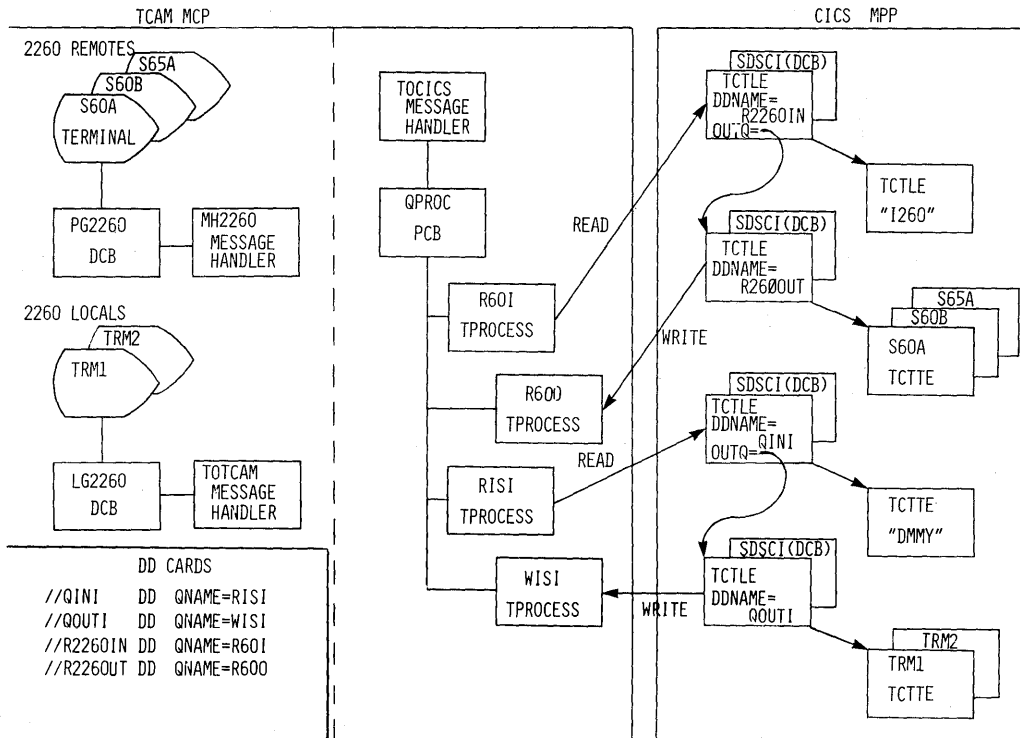 TCAM MCP
CICS MPP
2260 REMOTES
S65A
S60B
S60A
TERMINAL
PG2260
DCB
MH2260
MESSAGE
HANDLER
2260 LOCALS
TRM2
TRM1
LG2260
DCB
TOTCAM
MESSAGE
HANDLER
DD CARDS
//QINI DD QNAME=RISI
//QOUTI DD QNAME=WISI
//R2260IN DD QNAME=R60I
//R2260UT DD QNAME=R600
TOCICS
MESSAGE
HANDLER
QPROC
PCB
R60I
TPROCESS
R600
TPROCESS
RISI
TPROCESS
WISI
TPROCESS
READ
WRITE
READ
WRITE
SDSCI(DCB)
TCTLE
DDNAME=
R2260IN
OUTQ=
TCTLE
"I260"
SDSCI(DCB)
TCTLE
DDNAME=
R260OUT
S65A
S60B
S60A
TCTTE
SDSCI(DCB)
TCTLE
DDNAME=
QINI
OUTQ=
TCTTE
"DMMY"
SDSCI(DCB)
TCTLE
DDNAME=
QOUTI
TRM2
TRM1
TCTTE